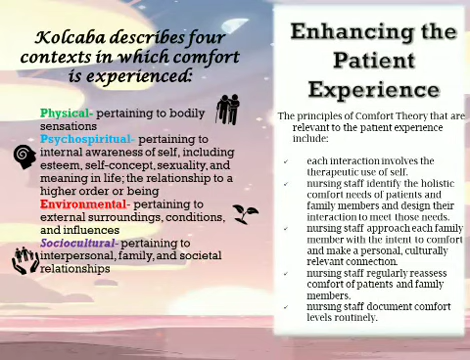 Kolcaba describes four
contexts in which comfort
is experienced:
Physical- pertaining to bodily
sensations
Psychospiritual- pertaining to
internal awareness of self, including
esteem, self-concept, sexuality, and
meaning in life; the relationship to a
higher order or being
Environmental- pertaining to
external surroundings, conditions,
and influences
Sociocultural- pertaining to
interpersonal, family, and societal
relationships
Enhancing the
Patient
Experience
The principles of Comfort Theory that are
relevant to the patient experience
include:
✓ each interaction involves the
therapeutic use of self.
✓ nursing staff identify the holistic
comfort needs of patients and
family members and design their
interaction to meet those needs.
✓ nursing staff approach each family
member with the intent to comfort
and make a personal, culturally
relevant connection.
✓ nursing staff regularly reassess
comfort of patients and family
members.
✓ nursing staff document comfort
levels routinely.